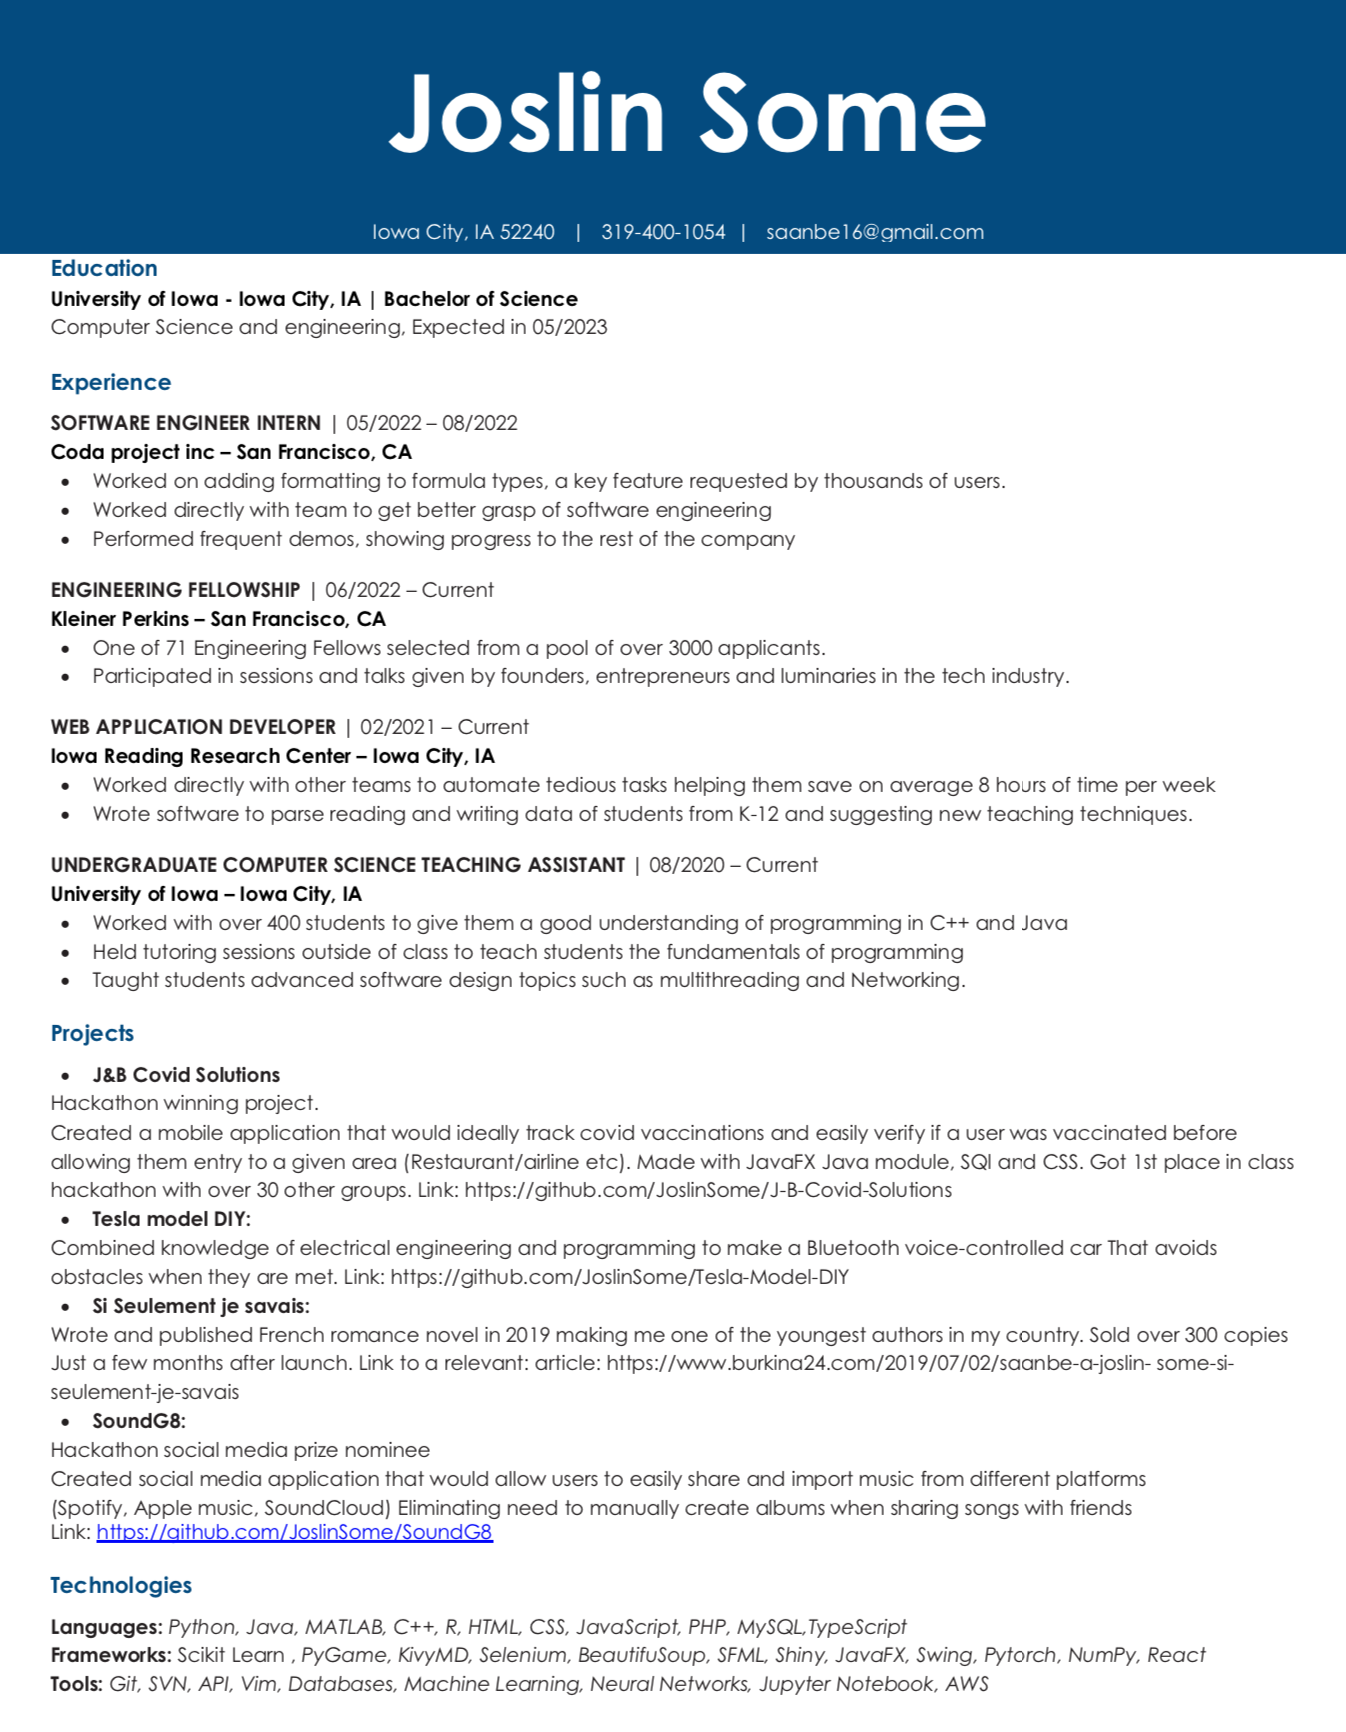 Joslin Some
Iowa City, IA 52240 | 319-400-1054 | saanbe16@gmail.com
Education
University of Iowa - Iowa City, IA | Bachelor of Science
Computer Science and engineering, Expected in 05/2023
Experience
SOFTWARE ENGINEER INTERN | 05/2022 – 08/2022
Coda project inc – San Francisco, CA
• Worked on adding formatting to formula types, a key feature requested by thousands of users.
• Worked directly with team to get better grasp of software engineering
• Performed frequent demos, showing progress to the rest of the company
ENGINEERING FELLOWSHIP | 06/2022 – Current
Kleiner Perkins – San Francisco, CA
• One of 71 Engineering Fellows selected from a pool of over 3000 applicants.
• Participated in sessions and talks given by founders, entrepreneurs and luminaries in the tech industry.
WEB APPLICATION DEVELOPER | 02/2021 – Current
Iowa Reading Research Center – Iowa City, IA
• Worked directly with other teams to automate tedious tasks helping them save on average 8 hours of time per week
• Wrote software to parse reading and writing data of students from K-12 and suggesting new teaching techniques.
UNDERGRADUATE COMPUTER SCIENCE TEACHING ASSISTANT | 08/2020 – Current
University of Iowa – Iowa City, IA
• Worked with over 400 students to give them a good understanding of programming in C++ and Java
• Held tutoring sessions outside of class to teach students the fundamentals of programming
• Taught students advanced software design topics such as multithreading and Networking.
Projects
• J&B Covid Solutions
Hackathon winning project.
Created a mobile application that would ideally track covid vaccinations and easily verify if a user was vaccinated before
allowing them entry to a given area (Restaurant/airline etc). Made with JavaFX Java module, SQl and CSS. Got 1st place in class
hackathon with over 30 other groups. Link: https://github.com/JoslinSome/J-B-Covid-Solutions
• Tesla model DIY:
Combined knowledge of electrical engineering and programming to make a Bluetooth voice-controlled car That avoids
obstacles when they are met. Link: https://github.com/JoslinSome/Tesla-Model-DIY
• Si Seulement je savais:
Wrote and published French romance novel in 2019 making me one of the youngest authors in my country. Sold over 300 copies
Just a few months after launch. Link to a relevant: article: https://www.burkina24.com/2019/07/02/saanbe-a-joslin- some-si-
seulement-je-savais
• SoundG8:
Hackathon social media prize nominee
Created social media application that would allow users to easily share and import music from different platforms
(Spotify, Apple music, SoundCloud) Eliminating need to manually create albums when sharing songs with friends
Link: https://github.com/JoslinSome/SoundG8
Technologies
Languages: Python, Java, MATLAB, C++, R, HTML, CSS, JavaScript, PHP, MySQL,TypeScript
Frameworks: Scikit Learn , PyGame, KivyMD, Selenium, BeautifuSoup, SFML, Shiny, JavaFX, Swing, Pytorch, NumPy, React
Tools: Git, SVN, API, Vim, Databases, Machine Learning, Neural Networks, Jupyter Notebook, AWS